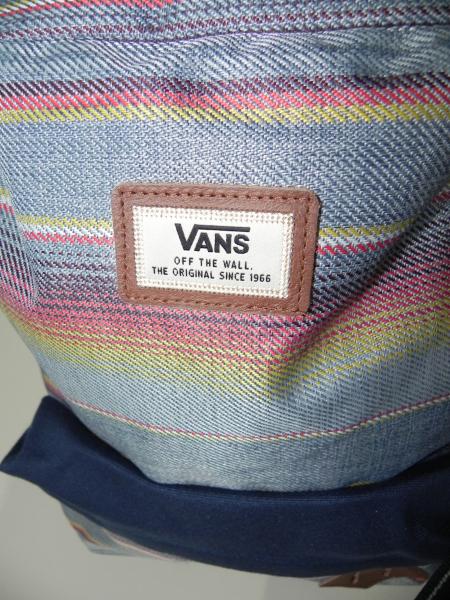 VANS
OFF THE WALL.
THE ORIGINAL SINCE 1966